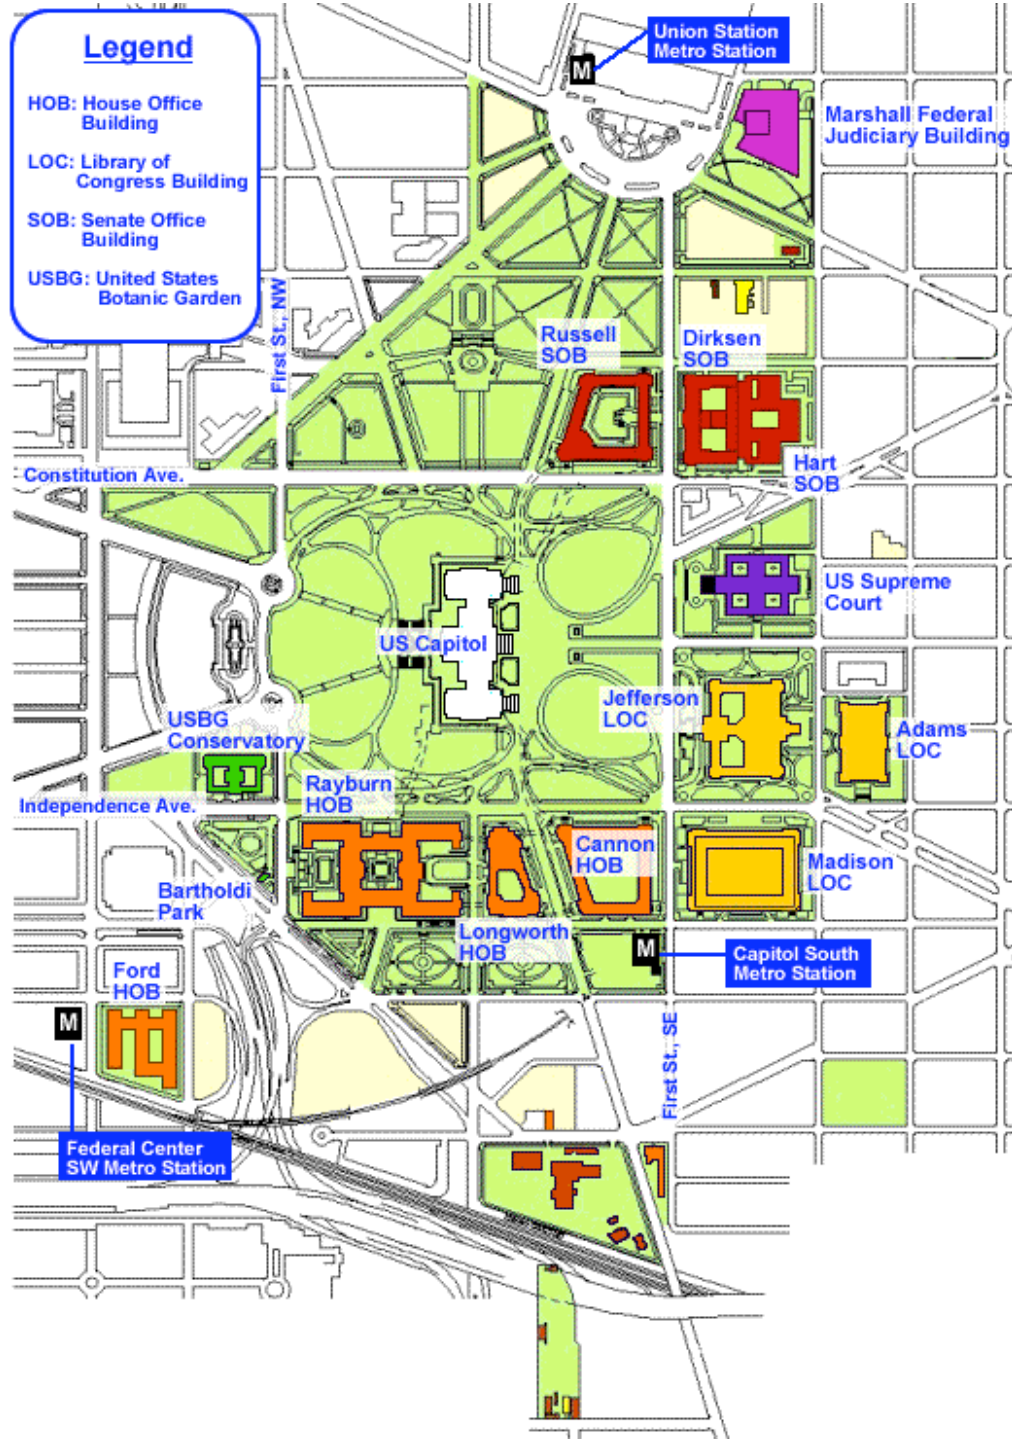 Legend
HOB: House Office
Building
LOC: Library of
Congress Building
SOB: Senate Office
Building
USBG: United States
Botanic Garden
Union Station
Metro Station
M
Marshall Federal
Judiciary Building
First St., NW
Russell
SOB
Dirksen
SOB
Hart
SOB
Constitution Ave.
US Supreme
Court
US Capitol
Jefferson
LOC
Adams
LOC
USBG
Conservatory
Rayburn
HOB
Independence Ave.
Cannon
HOB
Madison
LOC
Bartholdi
Park
Longworth
HOB
M
Capitol South
Metro Station
Ford
HOB
M
First St., SE
Federal Center
SW Metro Station